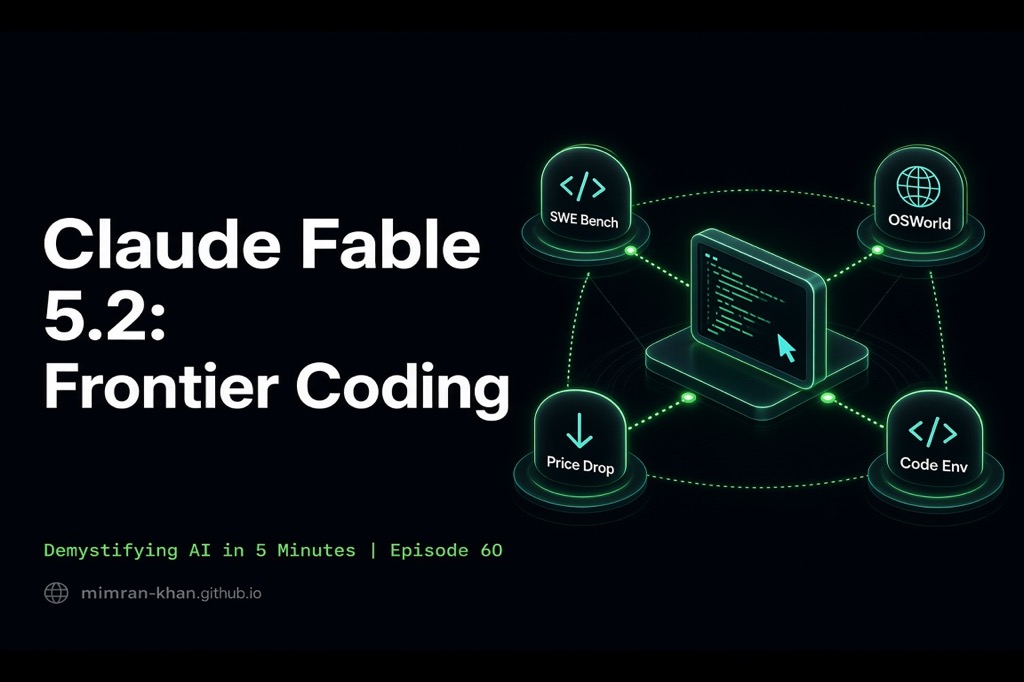 Claude Fable
5.2:
Frontier Coding
SWE Bench
OSWorld
Price Drop
Code Env
Demystifying AI in 5 Minutes | Episode 60
mimran-khan.github.io